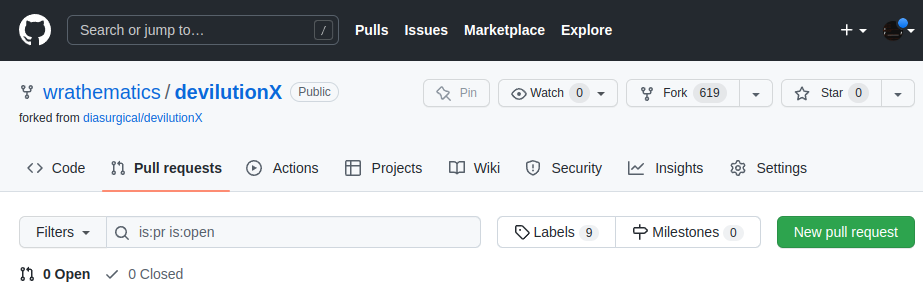 Search or jump to… / Pulls Issues Marketplace Explore
wrathematics / devilutionX Public Pin Watch 0 Fork 619 Star 0
forked from diasurgical/devilutionX
Code Pull requests Actions Projects Wiki Security Insights Settings
Filters is:pr is:open Labels 9 Milestones 0 New pull request
0 Open 0 Closed